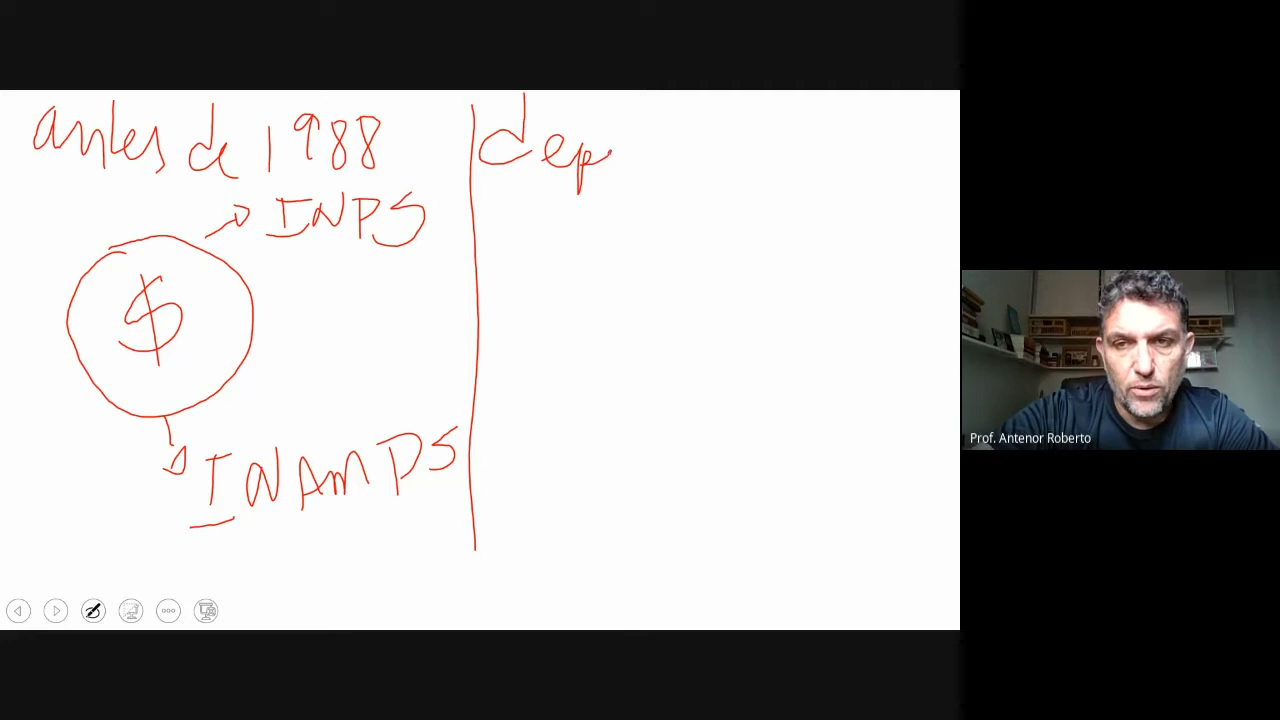 antes de 1988
dep
INPS
$
INAMPS
Prof. Antenor Roberto